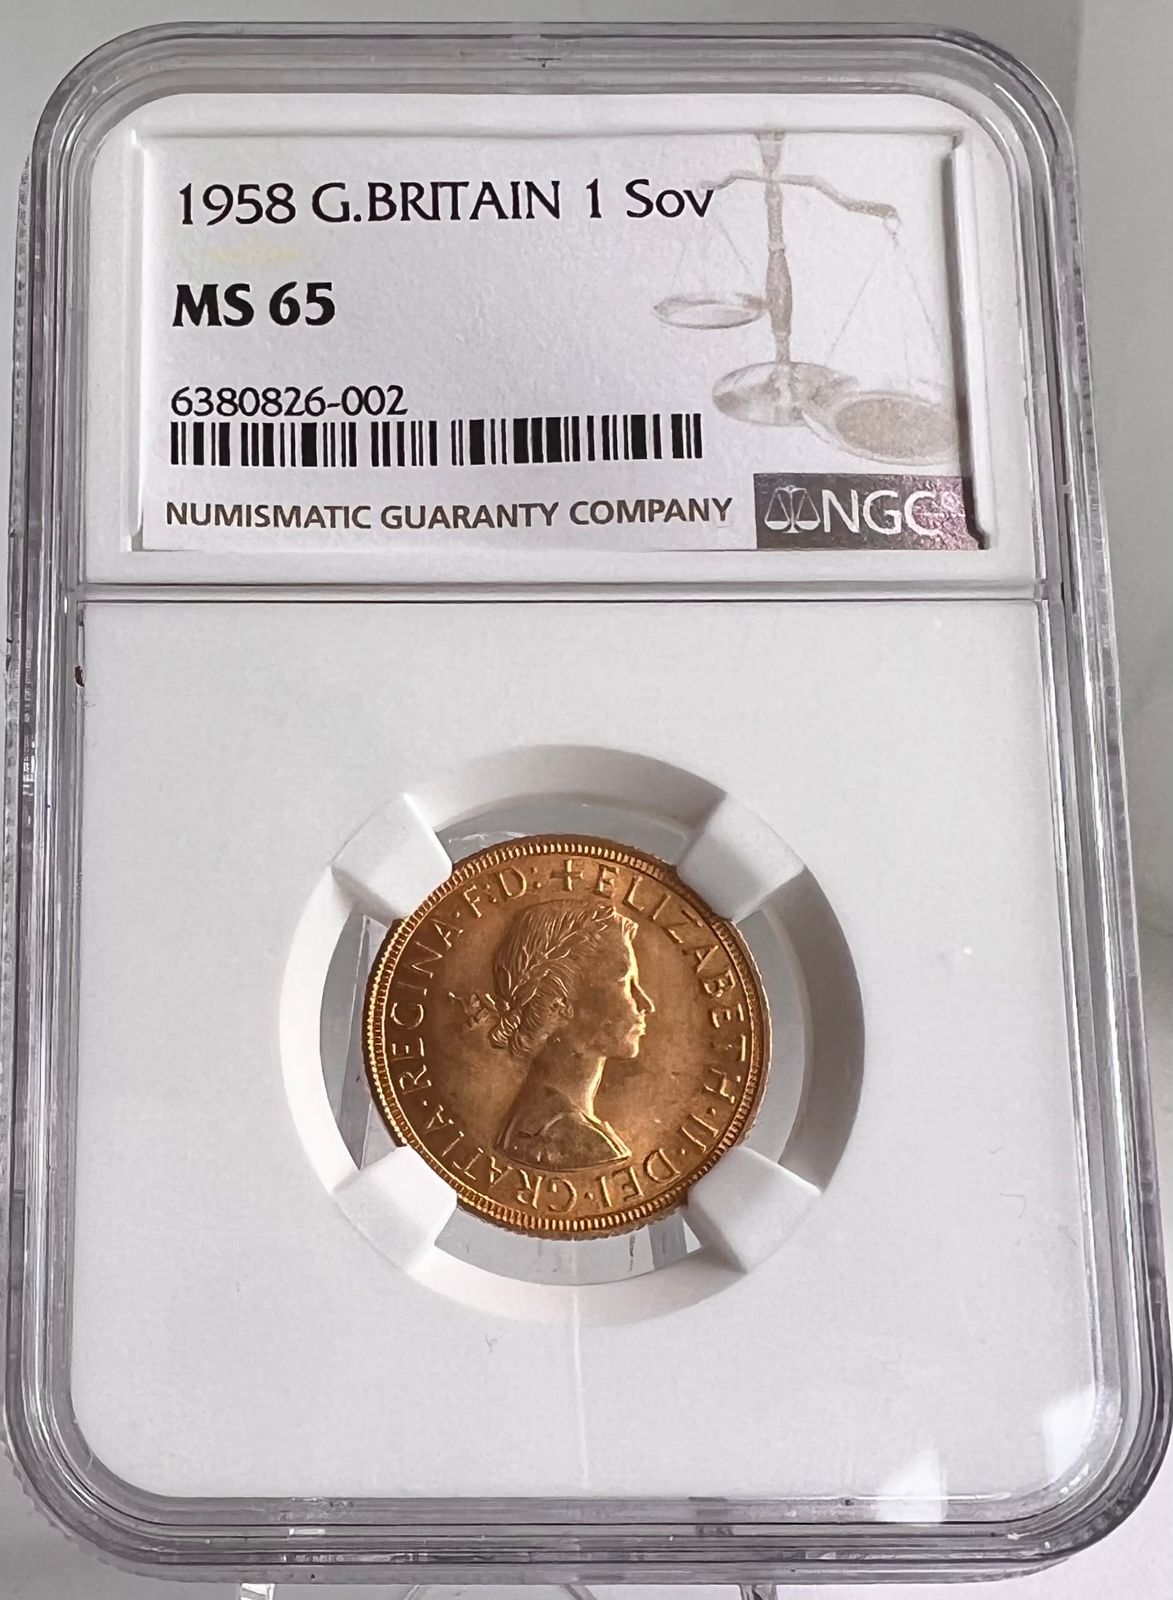 1958 G.BRITAIN 1 Sov
MS 65
6380826-002
NUMISMATIC GUARANTY COMPANY
NGC
+ELIZABETH·II·DEI·GRATIA·REGINA·F:D: